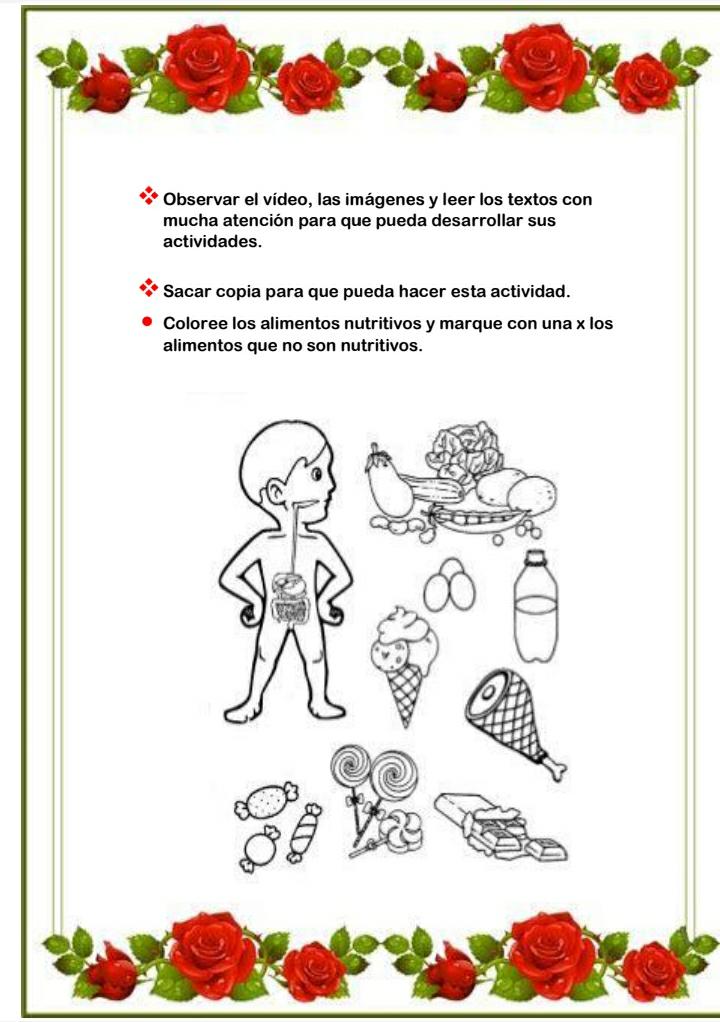 Observar el vídeo, las imágenes y leer los textos con
mucha atención para que pueda desarrollar sus
actividades.
Sacar copia para que pueda hacer esta actividad.
Coloree los alimentos nutritivos y marque con una x los
alimentos que no son nutritivos.